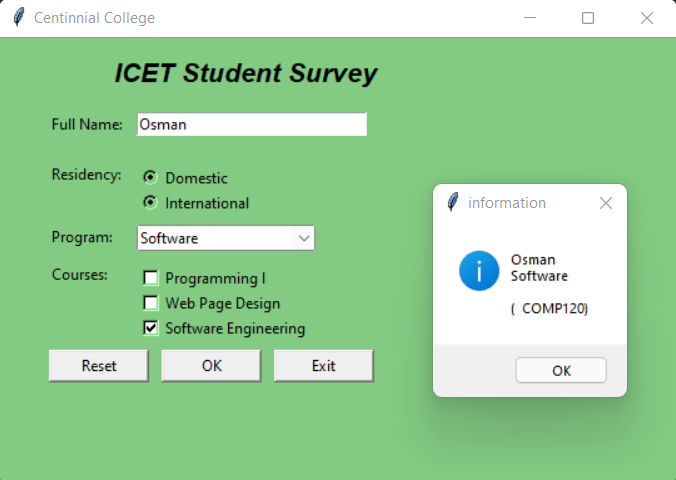 Centinnial College
ICET Student Survey
Full Name: Osman
Residency: Domestic
International
Program: Software
Courses: Programming I
Web Page Design
Software Engineering
Reset OK Exit
information
Osman
Software
( COMP120)
OK